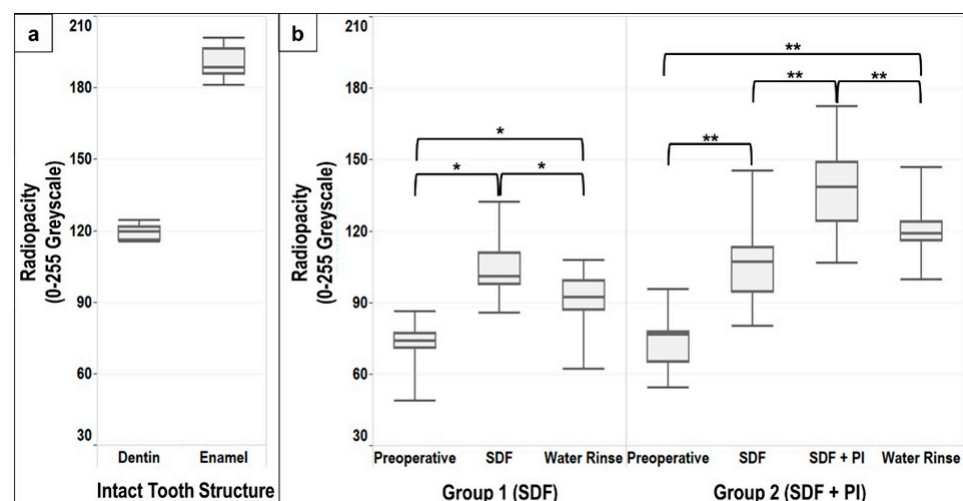 a
Radiopacity
(0-255 Greyscale)
210
180
150
120
90
60
30
Dentin Enamel
Intact Tooth Structure
b
Radiopacity
(0-255 Greyscale)
210
180
150
120
90
60
30
*
* *
**
** **
**
Preoperative SDF Water Rinse Preoperative SDF SDF + PI Water Rinse
Group 1 (SDF) Group 2 (SDF + PI)